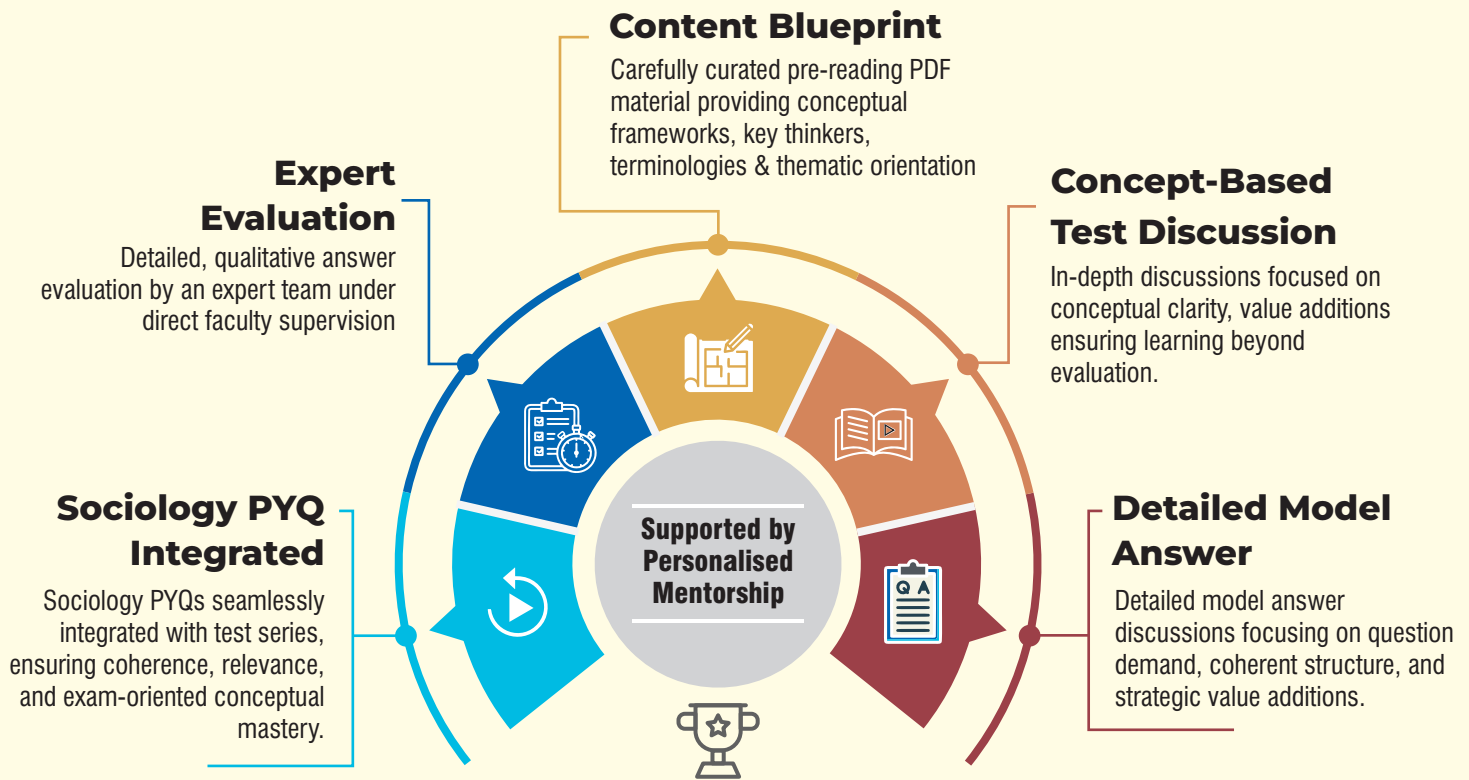 Content Blueprint
Carefully curated pre-reading PDF
material providing conceptual
frameworks, key thinkers,
terminologies & thematic orientation
Expert
Evaluation
Detailed, qualitative answer
evaluation by an expert team under
direct faculty supervision
Concept-Based
Test Discussion
In-depth discussions focused on
conceptual clarity, value additions
ensuring learning beyond
evaluation.
Sociology PYQ
Integrated
Sociology PYQs seamlessly
integrated with test series,
ensuring coherence, relevance,
and exam-oriented conceptual
mastery.
Supported by
Personalised
Mentorship
Q A
Detailed Model
Answer
Detailed model answer
discussions focusing on question
demand, coherent structure, and
strategic value additions.